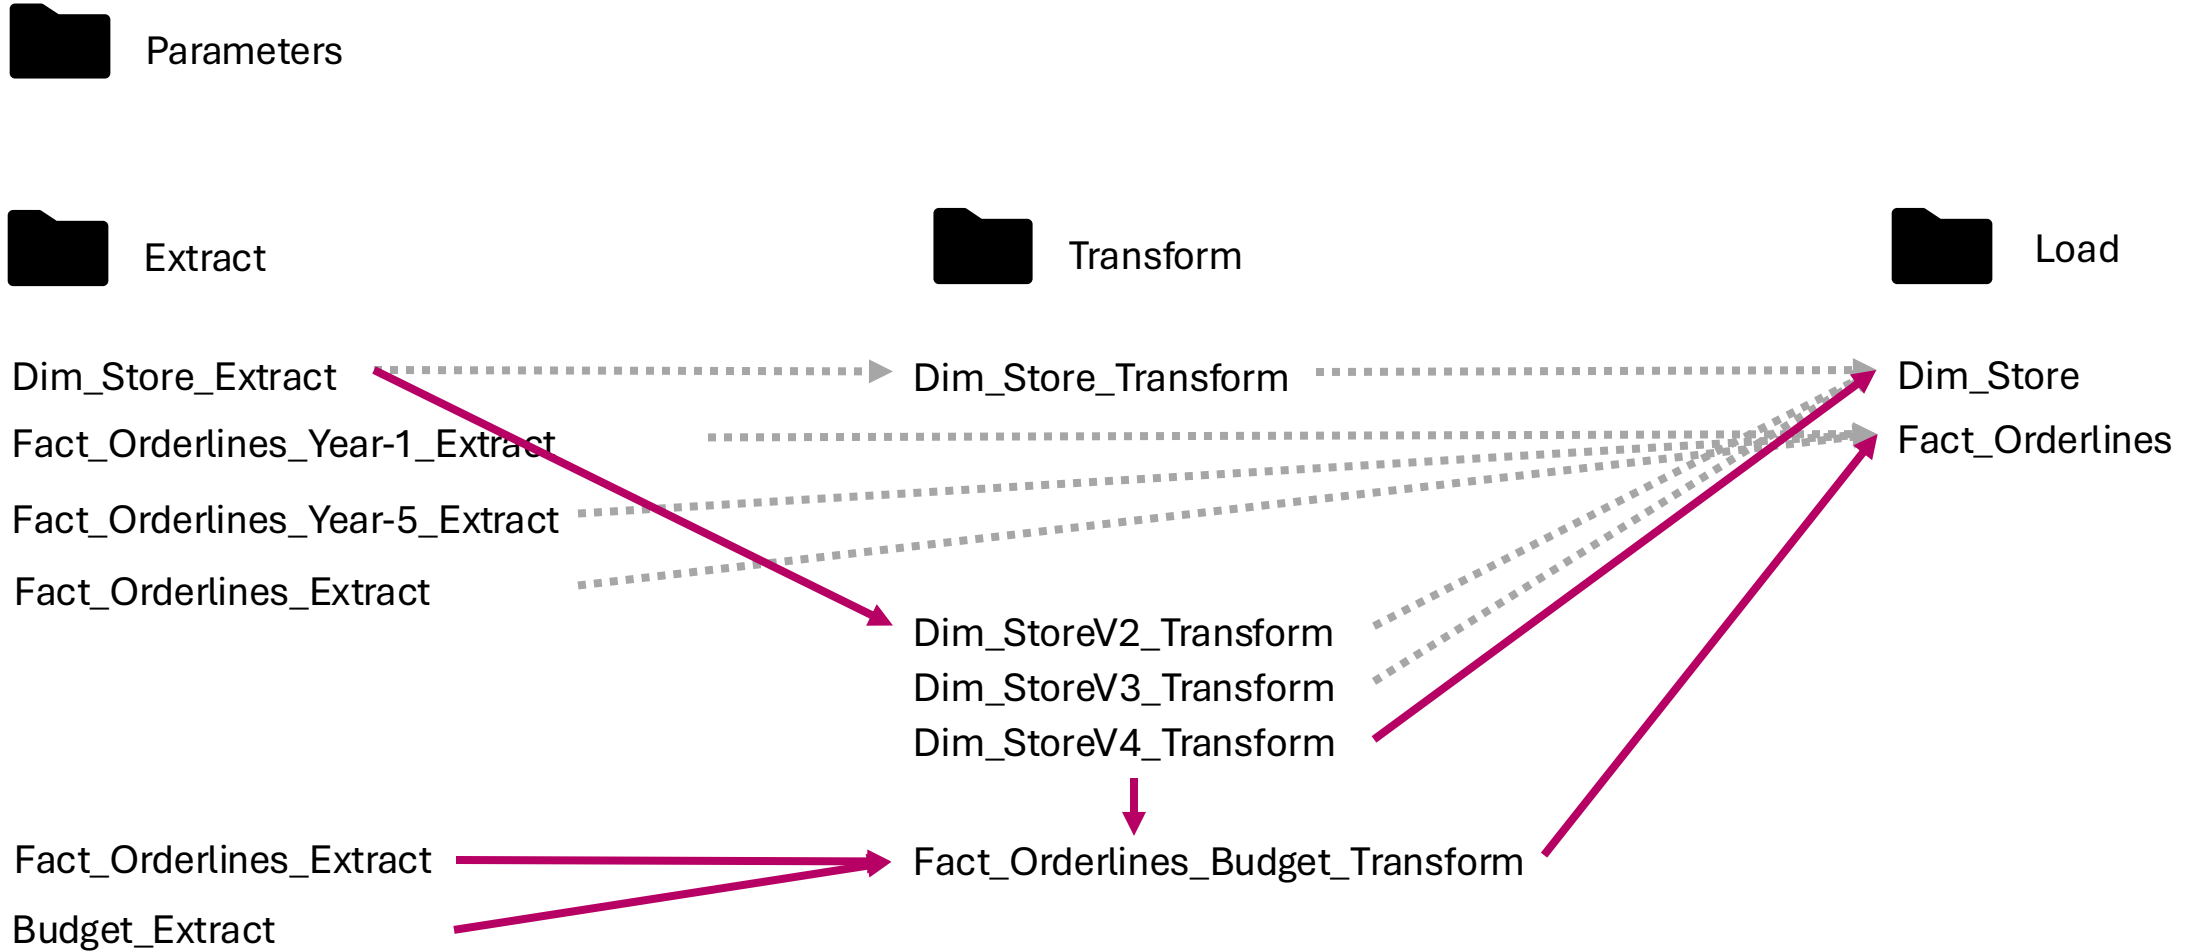 Parameters
Extract
Transform
Load
Dim_Store_Extract
Dim_Store_Transform
Dim_Store
Fact_Orderlines_Year-1_Extract
Fact_Orderlines
Fact_Orderlines_Year-5_Extract
Fact_Orderlines_Extract
Dim_StoreV2_Transform
Dim_StoreV3_Transform
Dim_StoreV4_Transform
Fact_Orderlines_Extract
Fact_Orderlines_Budget_Transform
Budget_Extract